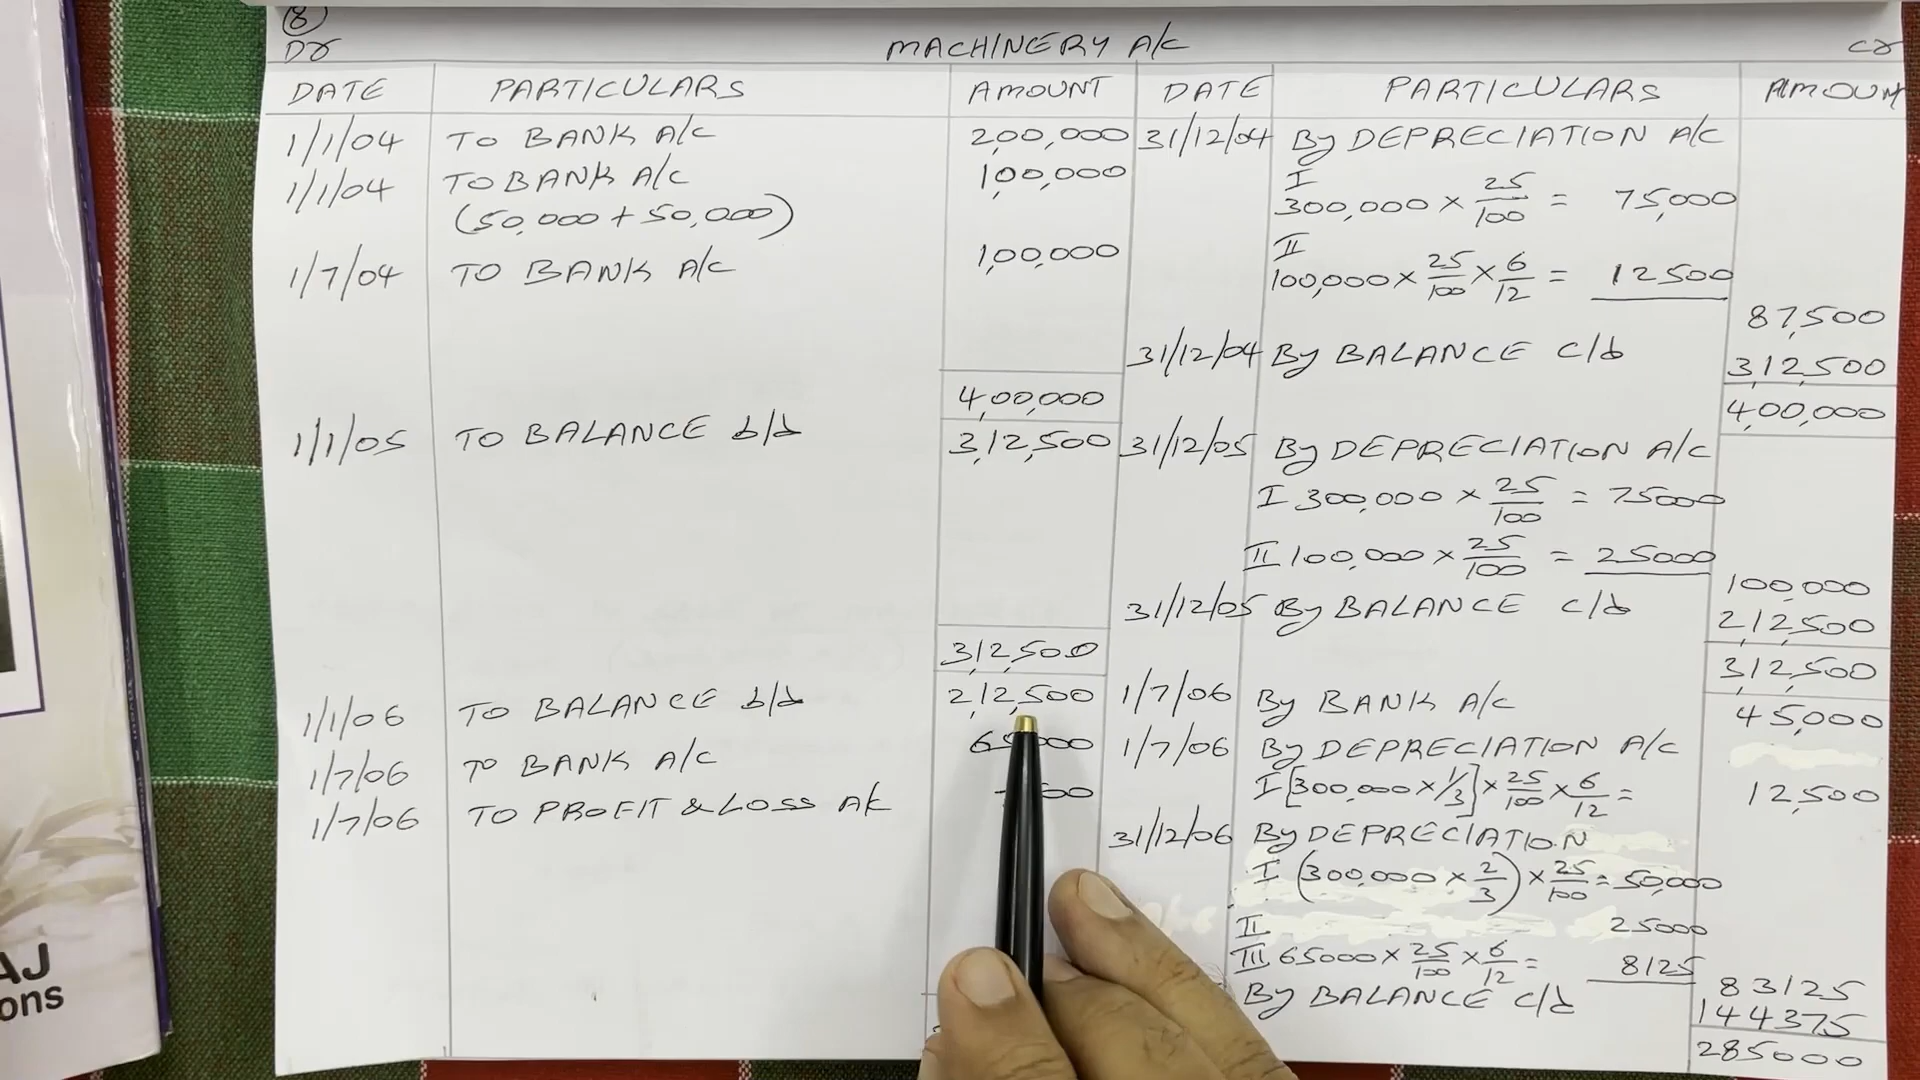 8
Dr MACHINERY A/c Cr
DATE PARTICULARS AMOUNT DATE PARTICULARS AMOUNT
1/1/04 TO BANK A/C 2,00,000 31/12/04 By DEPRECIATION A/C
1/1/04 TO BANK A/C 1,00,000 I 300,000 × 25/100 = 75,000
(50,000 + 50,000)
1/7/04 TO BANK A/C 1,00,000 II 100,000 × 25/100 × 6/12 = 12500
87,500
31/12/04 By BALANCE c/d 3,12,500
4,00,000 4,00,000
1/1/05 TO BALANCE b/d 3,12,500 31/12/05 By DEPRECIATION A/C
I 300,000 × 25/100 = 75000
II 100,000 × 25/100 = 25000
100,000
31/12/05 By BALANCE c/d 2,12,500
3,12,500 3,12,500
1/1/06 TO BALANCE b/d 2,12,500 1/7/06 By BANK A/C 45,000
1/7/06 TO BANK A/C 1/7/06 By DEPRECIATION A/C
I [300,000 × 1/3] × 25/100 × 6/12 = 12,500
1/7/06 TO PROFIT & LOSS A/C
31/12/06 By DEPRECIATION
I (300,000 × 2/3) × 25/100 = 50,000
II 25000
III 65000 × 25/100 × 6/12 = 8125
83125
By BALANCE c/d 144375
285000
AJ
ons